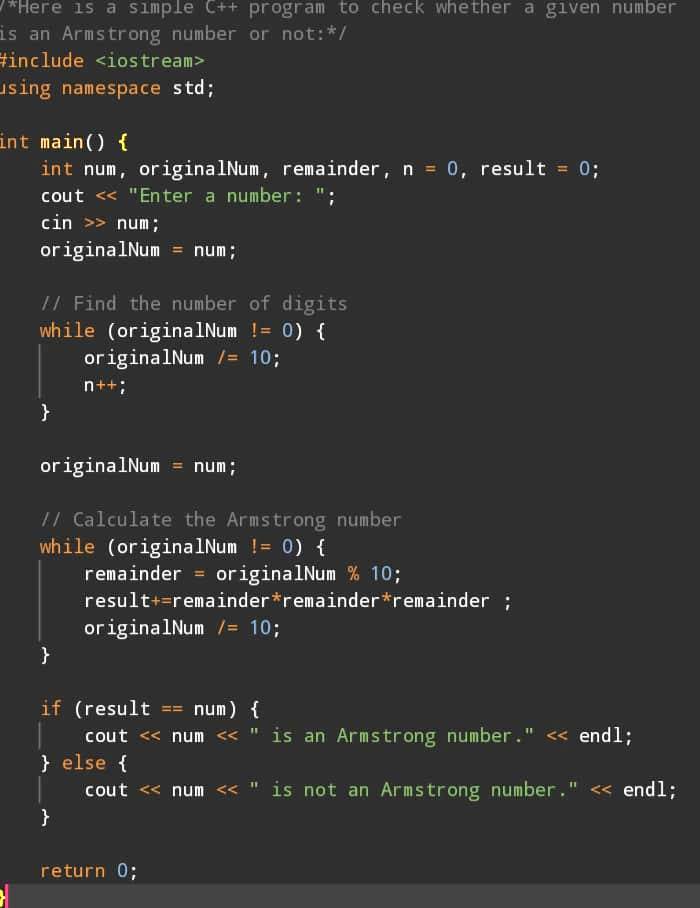 /*Here is a simple C++ program to check whether a given number
is an Armstrong number or not:*/
#include <iostream>
using namespace std;
int main() {
int num, originalNum, remainder, n = 0, result = 0;
cout << "Enter a number: ";
cin >> num;
originalNum = num;
// Find the number of digits
while (originalNum != 0) {
originalNum /= 10;
n++;
}
originalNum = num;
// Calculate the Armstrong number
while (originalNum != 0) {
remainder = originalNum % 10;
result+=remainder*remainder*remainder ;
originalNum /= 10;
}
if (result == num) {
cout << num << " is an Armstrong number." << endl;
} else {
cout << num << " is not an Armstrong number." << endl;
}
return 0;
}